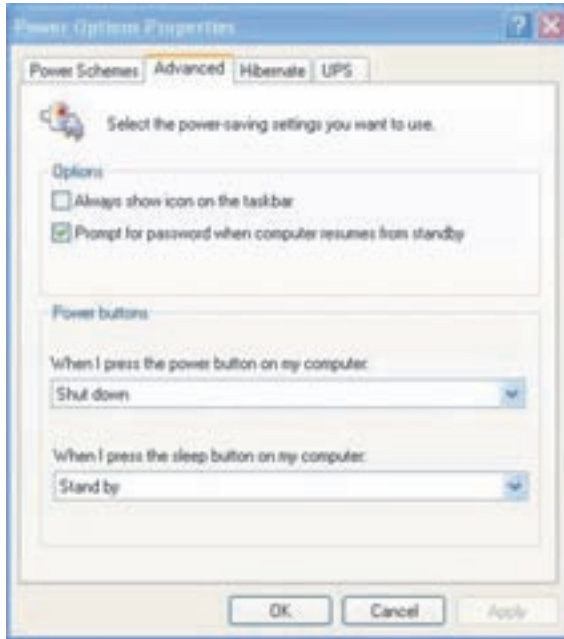 Power Options Properties
Power Schemes Advanced Hibernate UPS
Select the power-saving settings you want to use.
Options
Always show icon on the taskbar
Prompt for password when computer resumes from standby
Power buttons
When I press the power button on my computer:
Shut down
When I press the sleep button on my computer:
Stand by
OK Cancel Apply